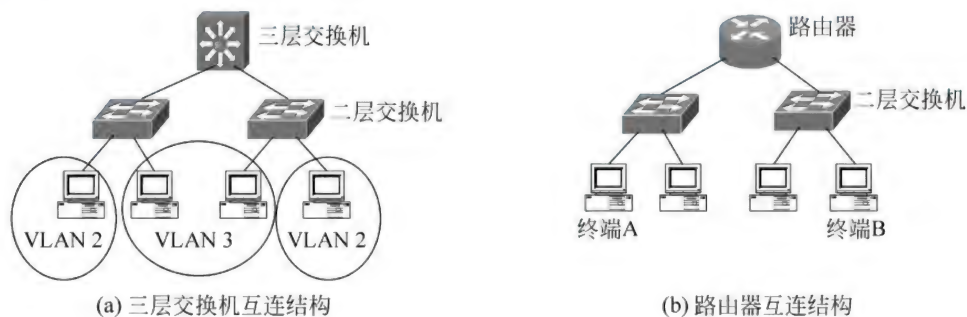 三层交换机
路由器
二层交换机
二层交换机
VLAN 2
VLAN 3
VLAN 2
终端A
终端B
(a) 三层交换机互连结构
(b) 路由器互连结构